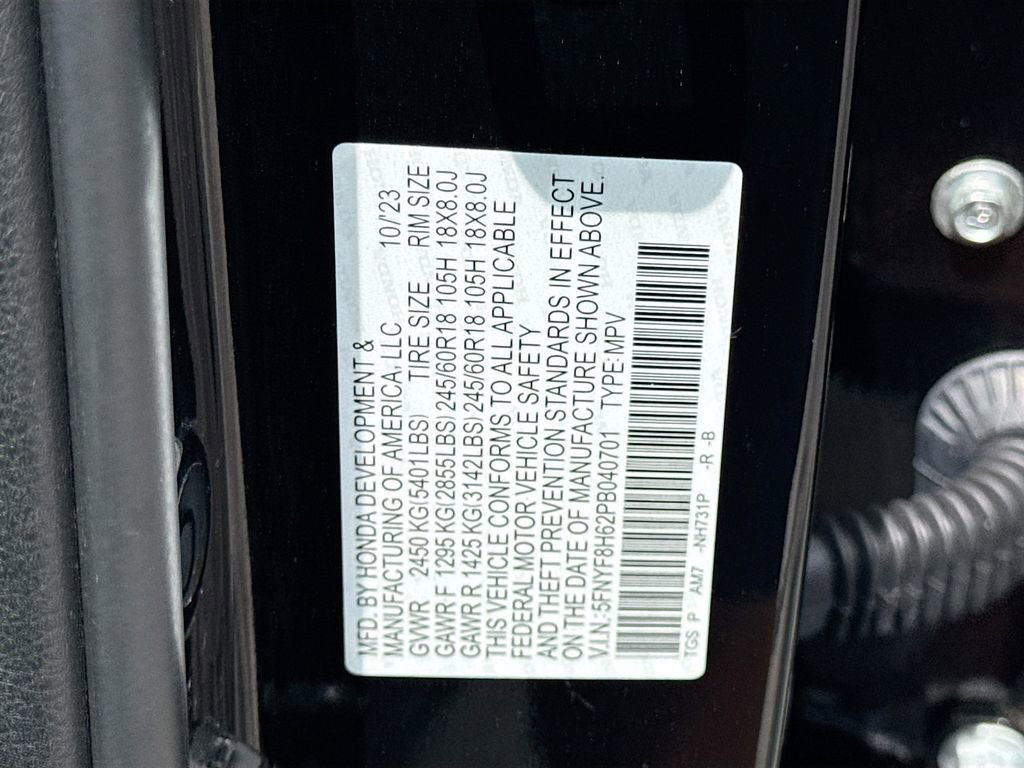 MFD. BY HONDA DEVELOPMENT &
MANUFACTURING OF AMERICA, LLC 10/'23
GVWR 2450 KG(5401LBS) TIRE SIZE RIM SIZE
GAWR F 1295 KG(2855LBS) 245/60R18 105H 18X8.0J
GAWR R 1425 KG(3142LBS) 245/60R18 105H 18X8.0J
THIS VEHICLE CONFORMS TO ALL APPLICABLE
FEDERAL MOTOR VEHICLE SAFETY
AND THEFT PREVENTION STANDARDS IN EFFECT
ON THE DATE OF MANUFACTURE SHOWN ABOVE.
V.I.N.:5FNYF8H62PB040701 TYPE:MPV
TGS P AM7 -NH731P -R -B